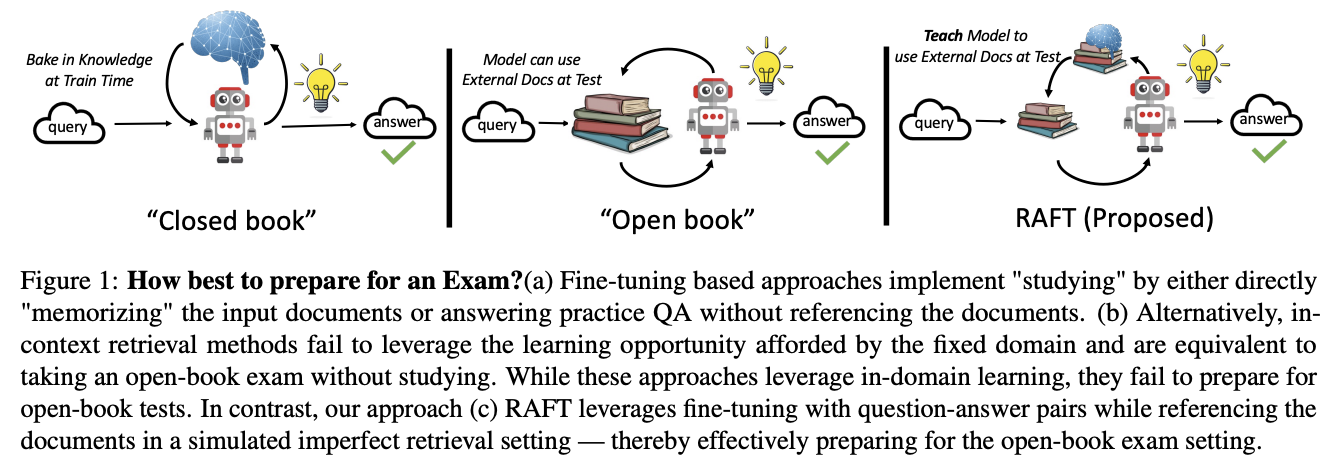 Bake in Knowledge
at Train Time
query
answer
"Closed book"
Model can use
External Docs at Test
query
answer
"Open book"
Teach Model to
use External Docs at Test
query
answer
RAFT (Proposed)
Figure 1: How best to prepare for an Exam?(a) Fine-tuning based approaches implement "studying" by either directly
"memorizing" the input documents or answering practice QA without referencing the documents. (b) Alternatively, in-
context retrieval methods fail to leverage the learning opportunity afforded by the fixed domain and are equivalent to
taking an open-book exam without studying. While these approaches leverage in-domain learning, they fail to prepare for
open-book tests. In contrast, our approach (c) RAFT leverages fine-tuning with question-answer pairs while referencing the
documents in a simulated imperfect retrieval setting — thereby effectively preparing for the open-book exam setting.